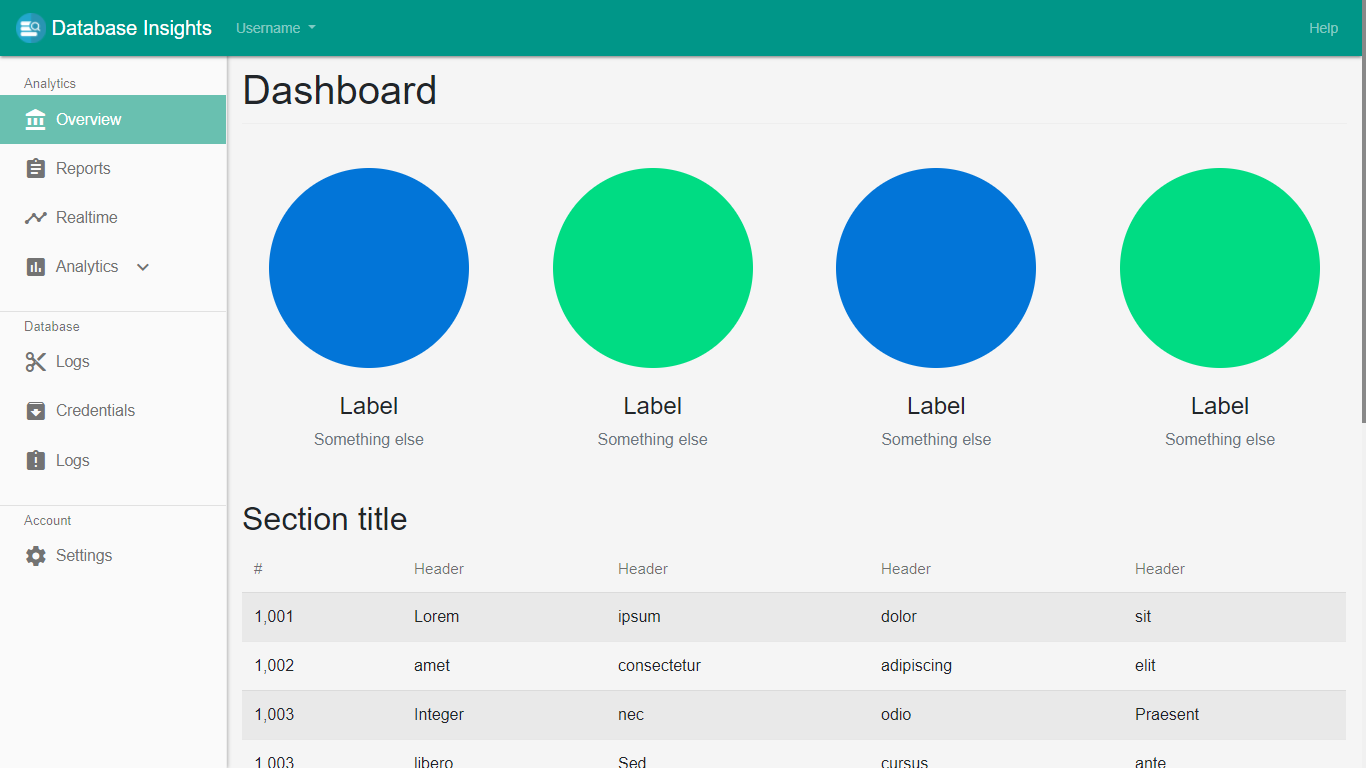 Database Insights Username Help
Analytics
Overview
Reports
Realtime
Analytics
Database
Logs
Credentials
Logs
Account
Settings
Dashboard
Label Label Label Label
Something else Something else Something else Something else
Section title
# Header Header Header Header
1,001 Lorem ipsum dolor sit
1,002 amet consectetur adipiscing elit
1,003 Integer nec odio Praesent
1,003 libero Sed cursus ante